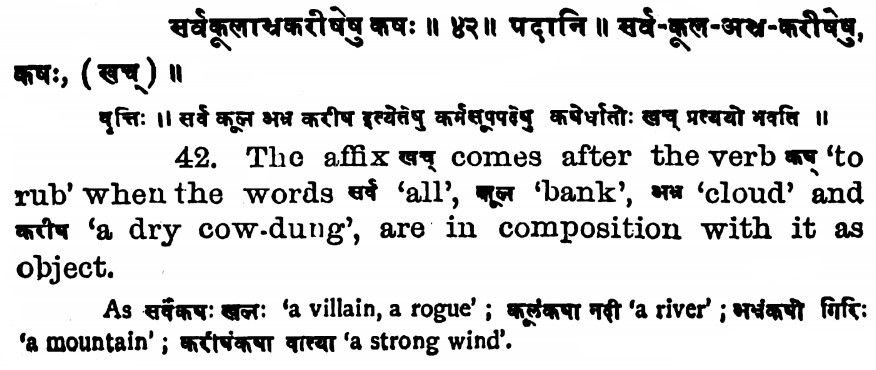 सर्वकूलाभ्रकरीषेषु कषः ॥ ४२॥ पदानि ॥ सर्व-कूल-अभ्र-करीषेषु,
कषः, ( खच् ) ॥
वृत्तिः ॥ सर्व कूल अभ्र करीष इत्येतेषु कर्मसूपपदेषु कषेर्धातोः खच् प्रत्ययो भवति ॥
42. The affix खच् comes after the verb कष् ‘to
rub’ when the words सर्व ‘all’, कूल ‘bank’, अभ्र ‘cloud’ and
करीष ‘a dry cow-dung’, are in composition with it as
object.
As सर्वंकषः खलः ‘a villain, a rogue’ ; कूलंकषा नदी ‘a river’ ; अभ्रंकषो गिरिः
‘a mountain’ ; करीषंकषा वात्या ‘a strong wind’.